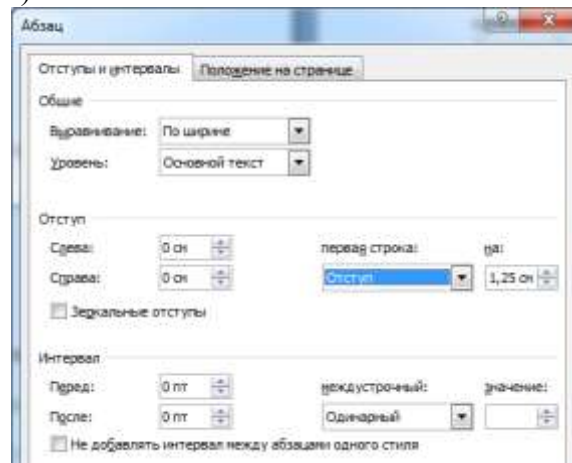 Абзац
Отступы и интервалы Положение на странице
Общие
Выравнивание: По ширине
Уровень: Основной текст
Отступ
Слева: 0 см первая строка: на:
Справа: 0 см Отступ 1,25 см
Зеркальные отступы
Интервал
Перед: 0 пт междустрочный: значение:
После: 0 пт Одинарный
Не добавлять интервал между абзацами одного стиля